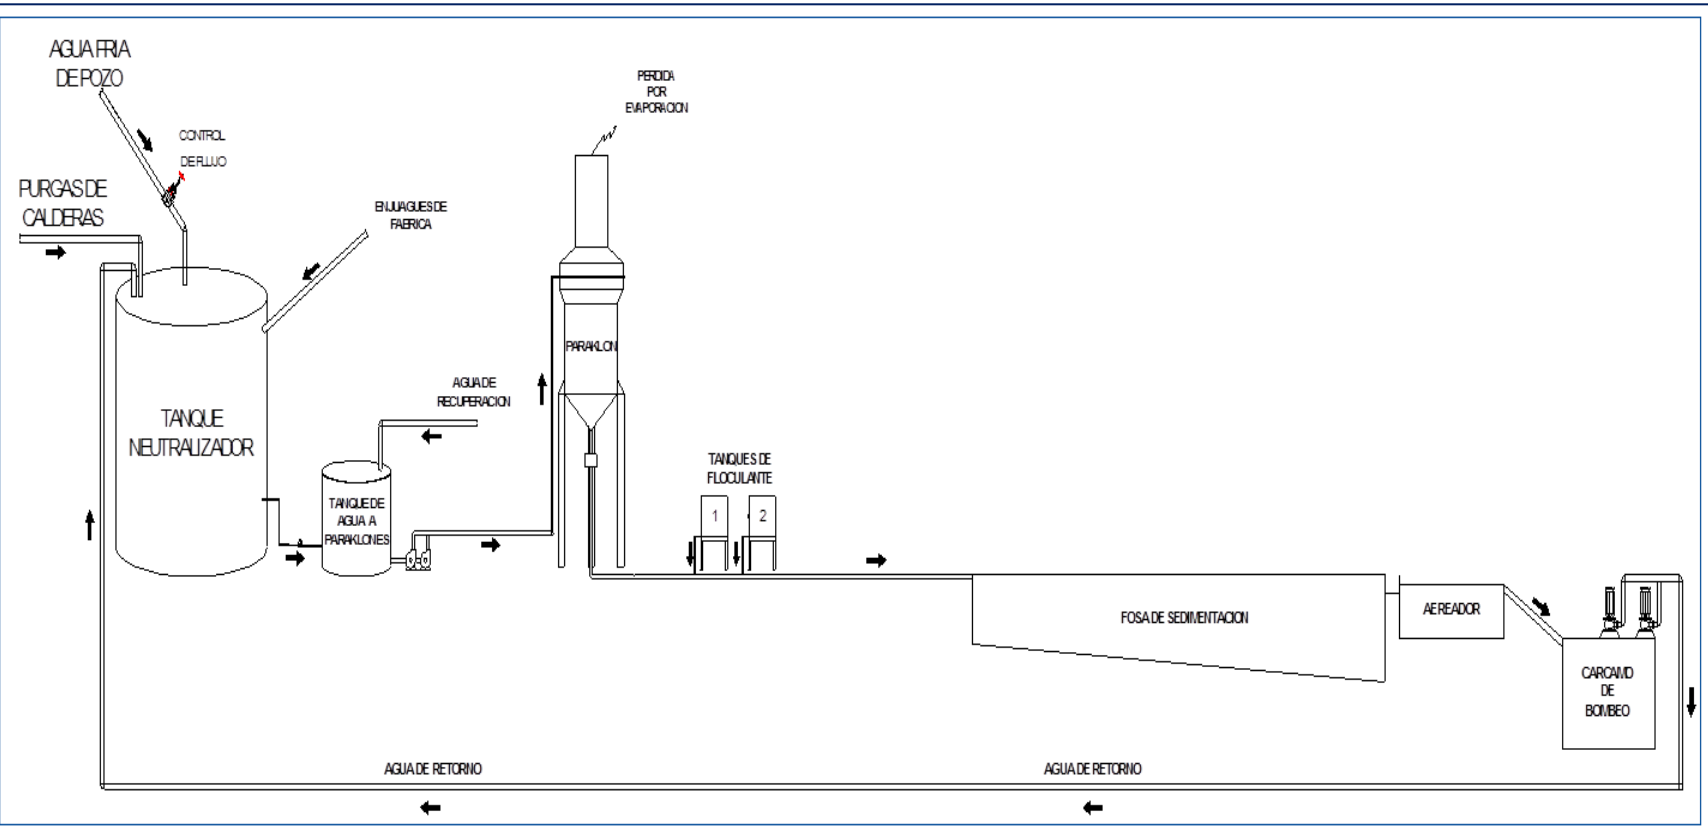 AGUA FRIA
DE POZO
CONTROL
DE FLUJO
PURGAS DE
CALDERAS
ENJUAGUES DE
FABRICA
PERDIDA
POR
EVAPORACION
PARAKLON
TANQUE
NEUTRALIZADOR
AGUA DE
RECUPERACION
TANQUE DE
AGUA A
PARAKLONES
TANQUES DE
FLOCULANTE
1
2
FOSA DE SEDIMENTACION
AEREADOR
CARCAMO
DE
BOMBEO
AGUA DE RETORNO
AGUA DE RETORNO